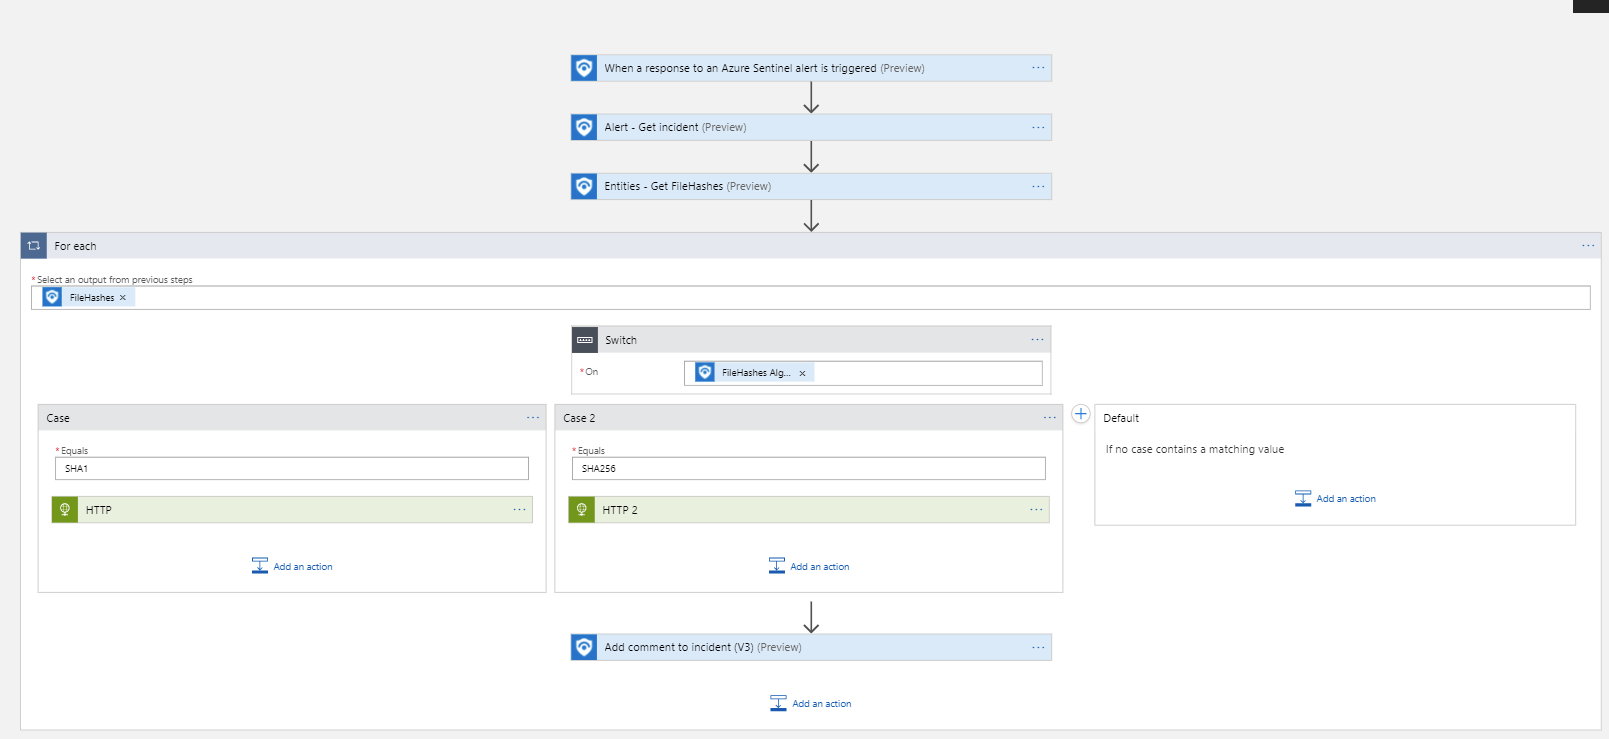 When a response to an Azure Sentinel alert is triggered (Preview)
Alert - Get incident (Preview)
Entities - Get FileHashes (Preview)
For each
*Select an output from previous steps
FileHashes ×
Switch
*On
FileHashes Alg... ×
Case
*Equals
SHA1
HTTP
Add an action
Case 2
*Equals
SHA256
HTTP 2
Add an action
Default
If no case contains a matching value
Add an action
Add comment to incident (V3) (Preview)
Add an action